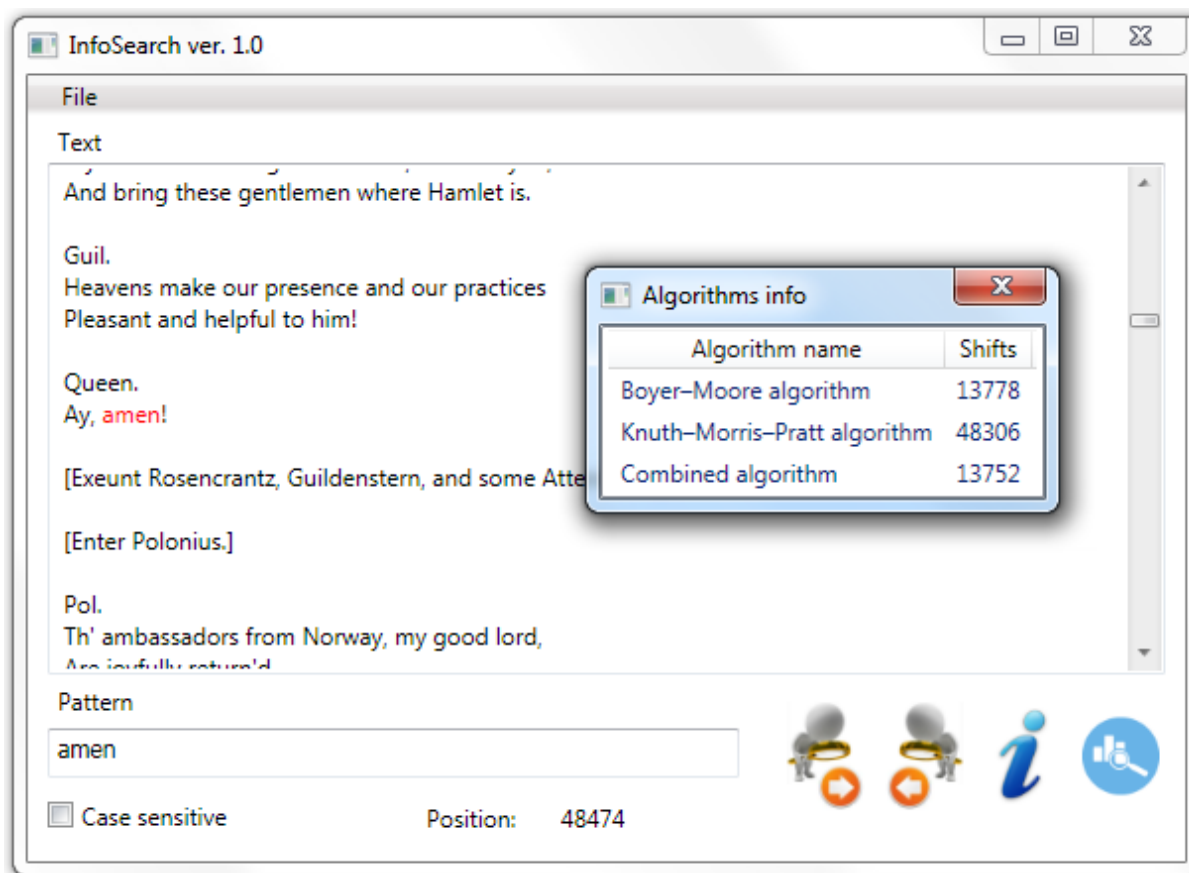 InfoSearch ver. 1.0
File
Text
And bring these gentlemen where Hamlet is.
Guil.
Heavens make our presence and our practices
Pleasant and helpful to him!
Queen.
Ay, amen!
[Exeunt Rosencrantz, Guildenstern, and some Atte
[Enter Polonius.]
Pol.
Th' ambassadors from Norway, my good lord,
Are joyfully return'd
Algorithms info
Algorithm name Shifts
Boyer–Moore algorithm 13778
Knuth–Morris–Pratt algorithm 48306
Combined algorithm 13752
Pattern
amen
Case sensitive Position: 48474